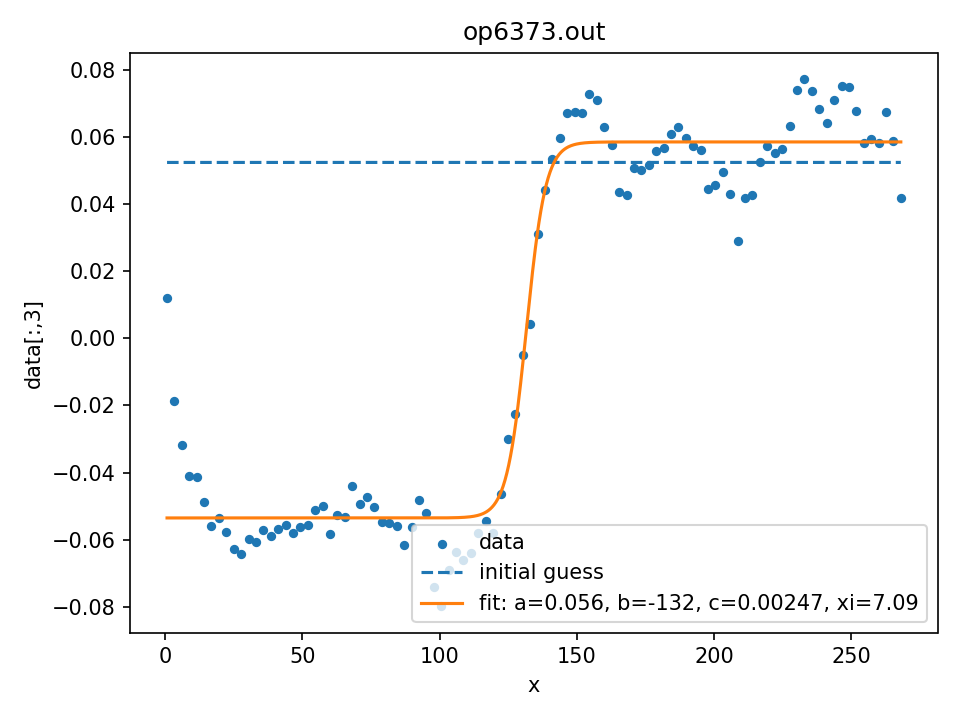 op6373.out
0.08
0.06
0.04
0.02
0.00
−0.02
−0.04
−0.06
−0.08
data[:,3]
data
initial guess
fit: a=0.056, b=-132, c=0.00247, xi=7.09
0 50 100 150 200 250
x